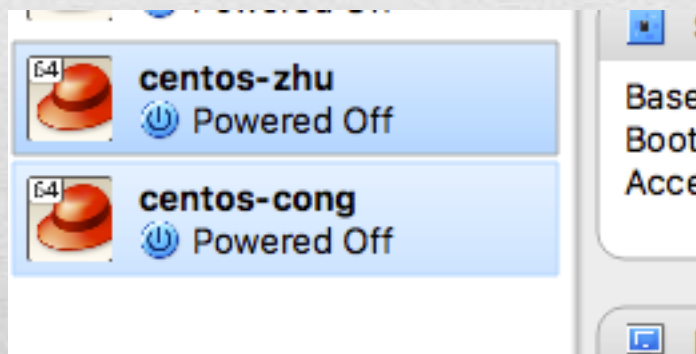 64
centos-zhu
Powered Off
64
centos-cong
Powered Off
Base
Boot
Acce